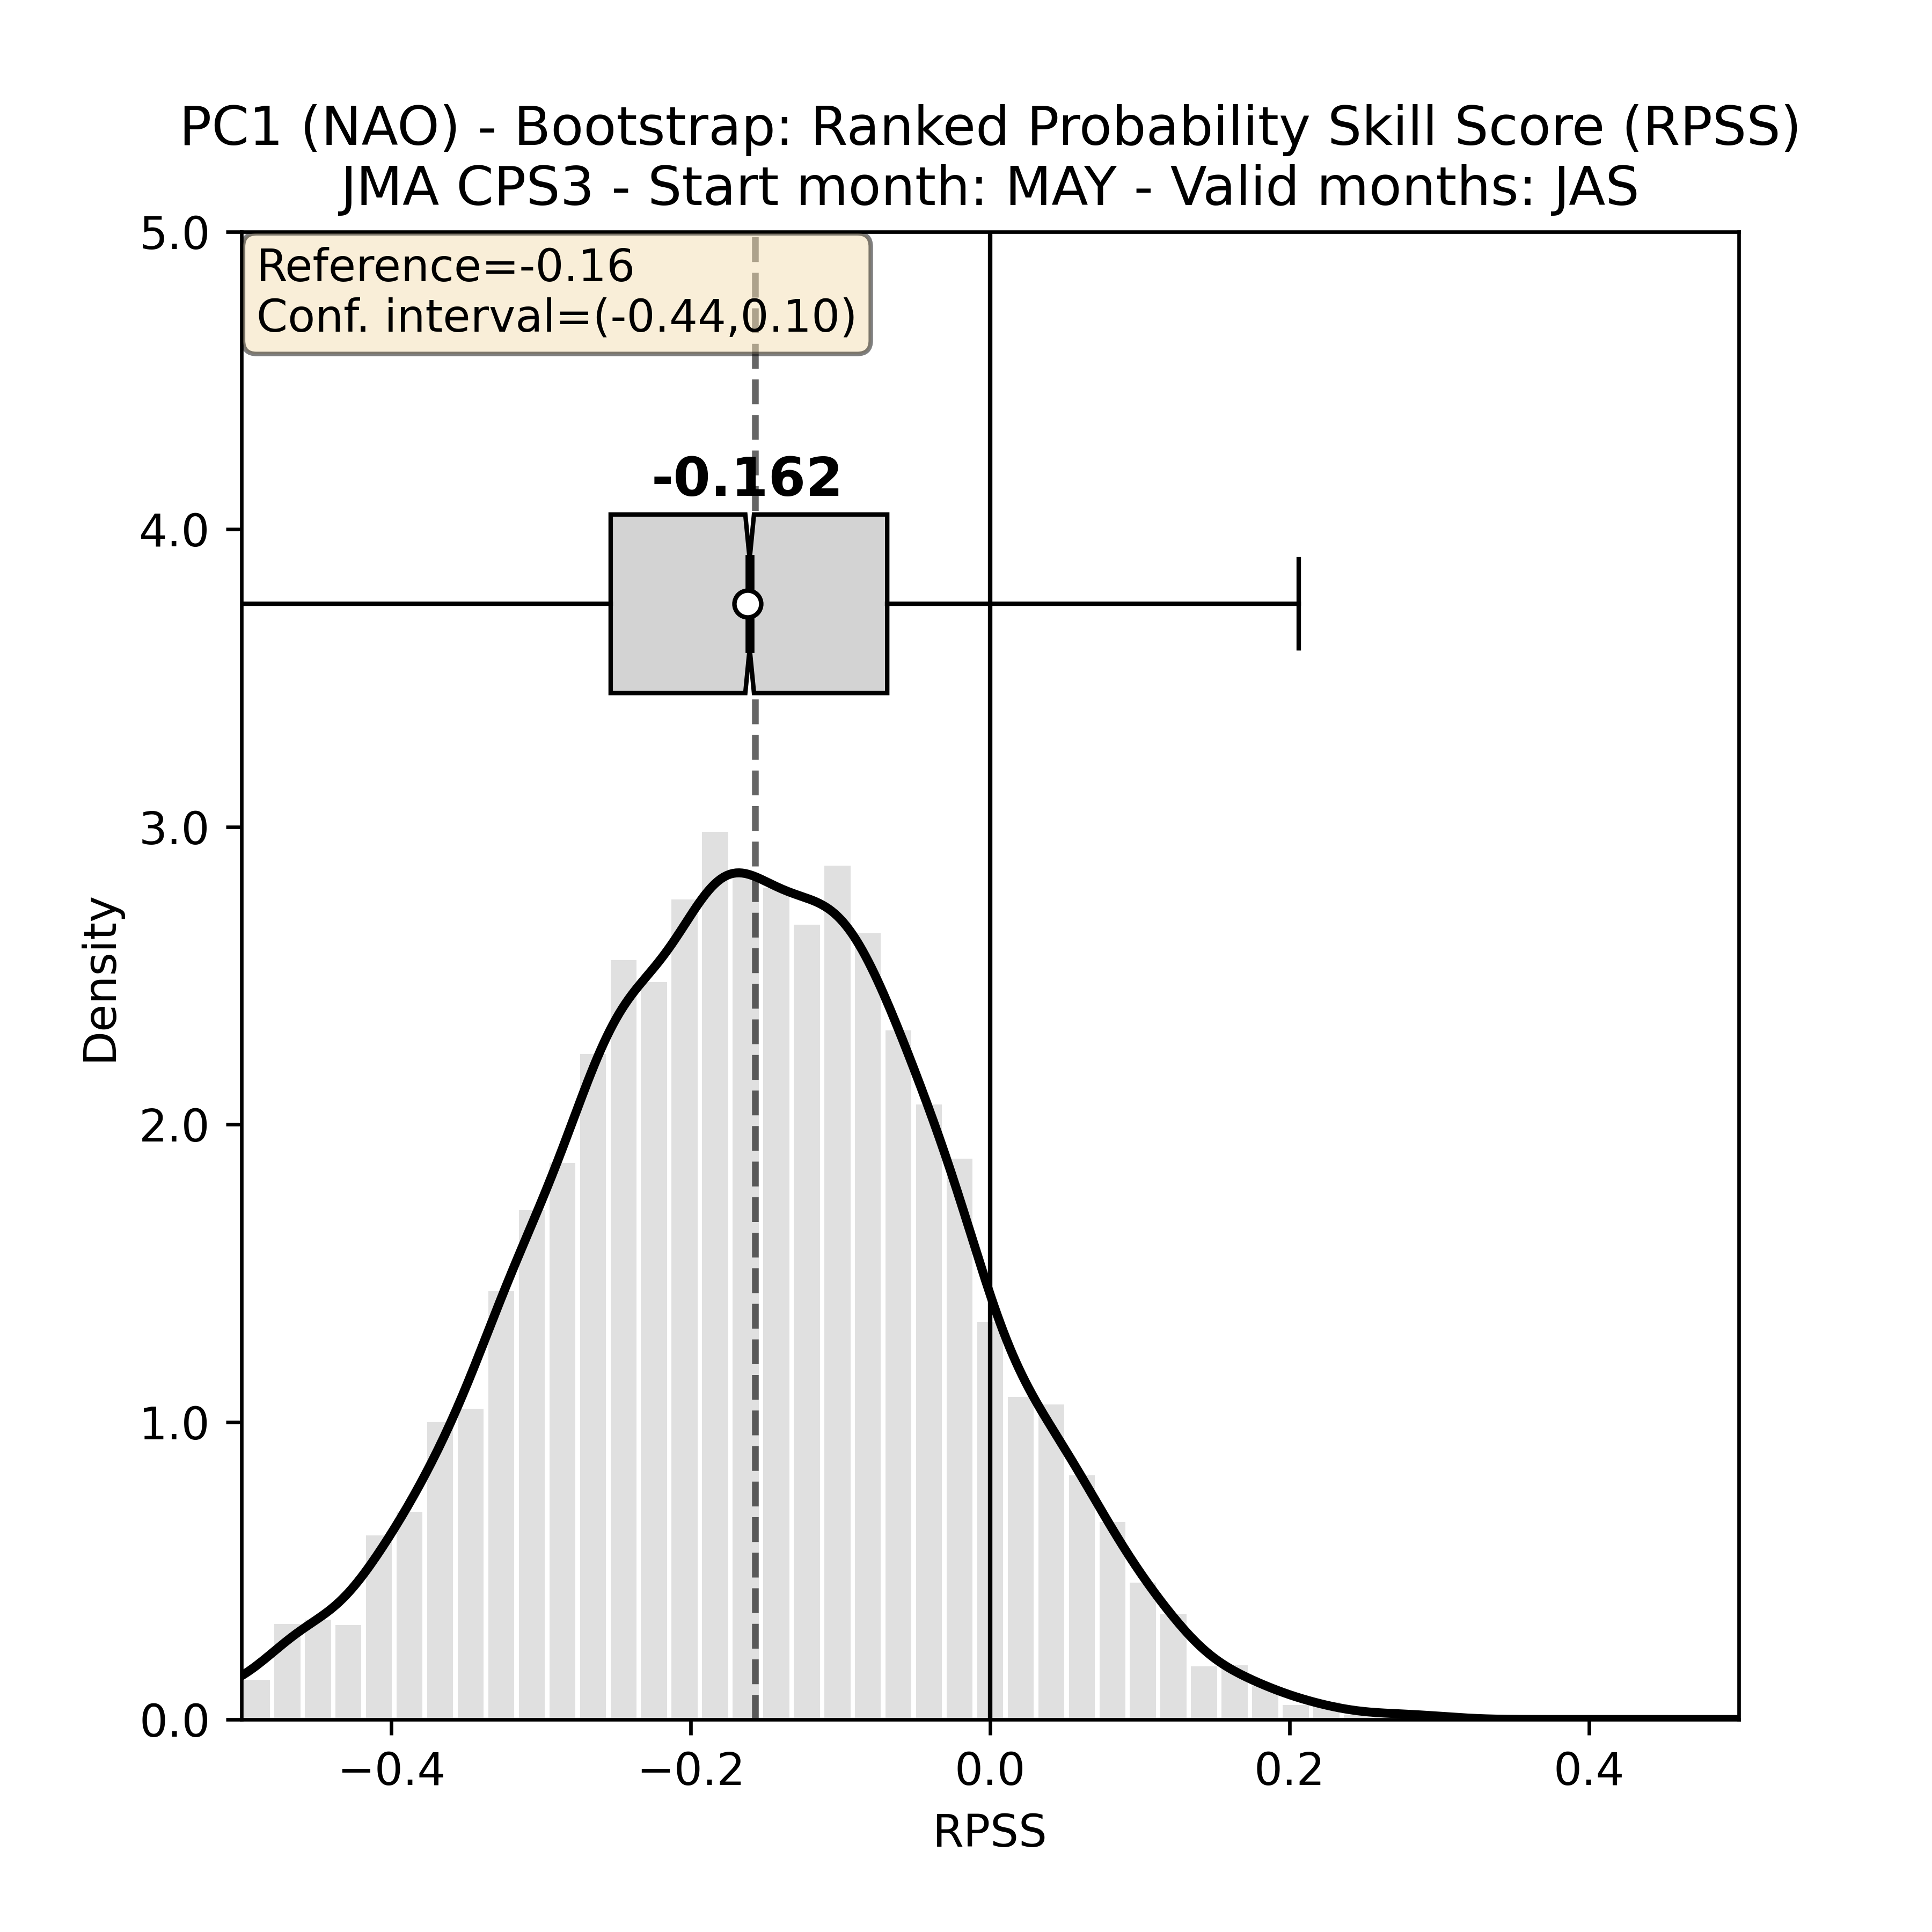 PC1 (NAO) - Bootstrap: Ranked Probability Skill Score (RPSS)
JMA CPS3 - Start month: MAY - Valid months: JAS
Reference=-0.16
Conf. interval=(-0.44,0.10)
-0.162
5.0
4.0
3.0
2.0
1.0
0.0
Density
−0.4 −0.2 0.0 0.2 0.4
RPSS